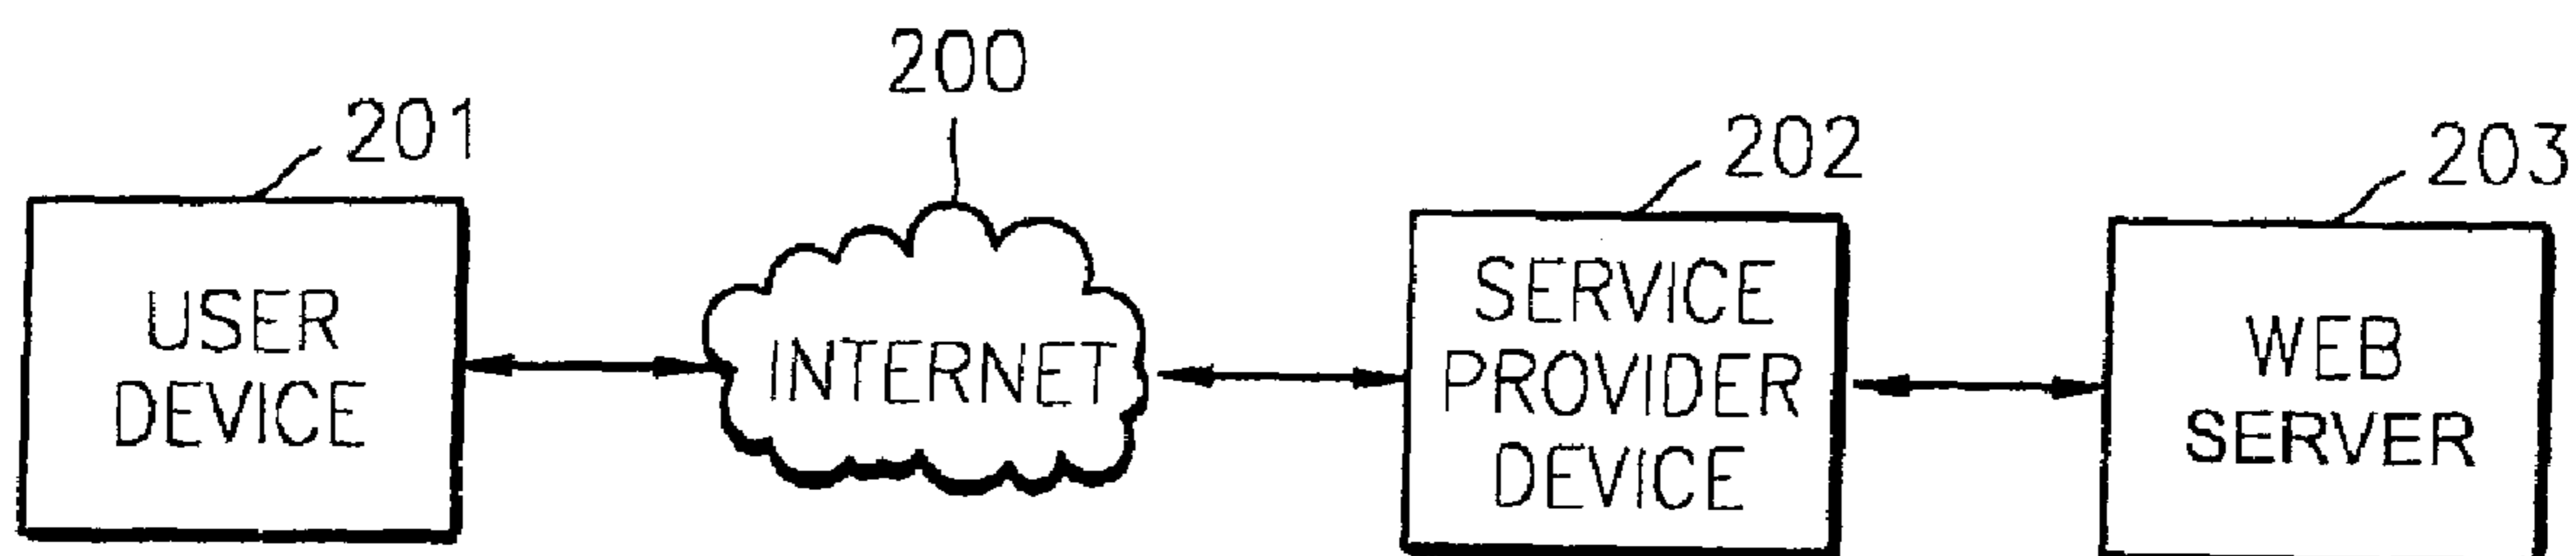 200
201
202
203
USER
DEVICE
INTERNET
SERVICE
PROVIDER
DEVICE
WEB
SERVER